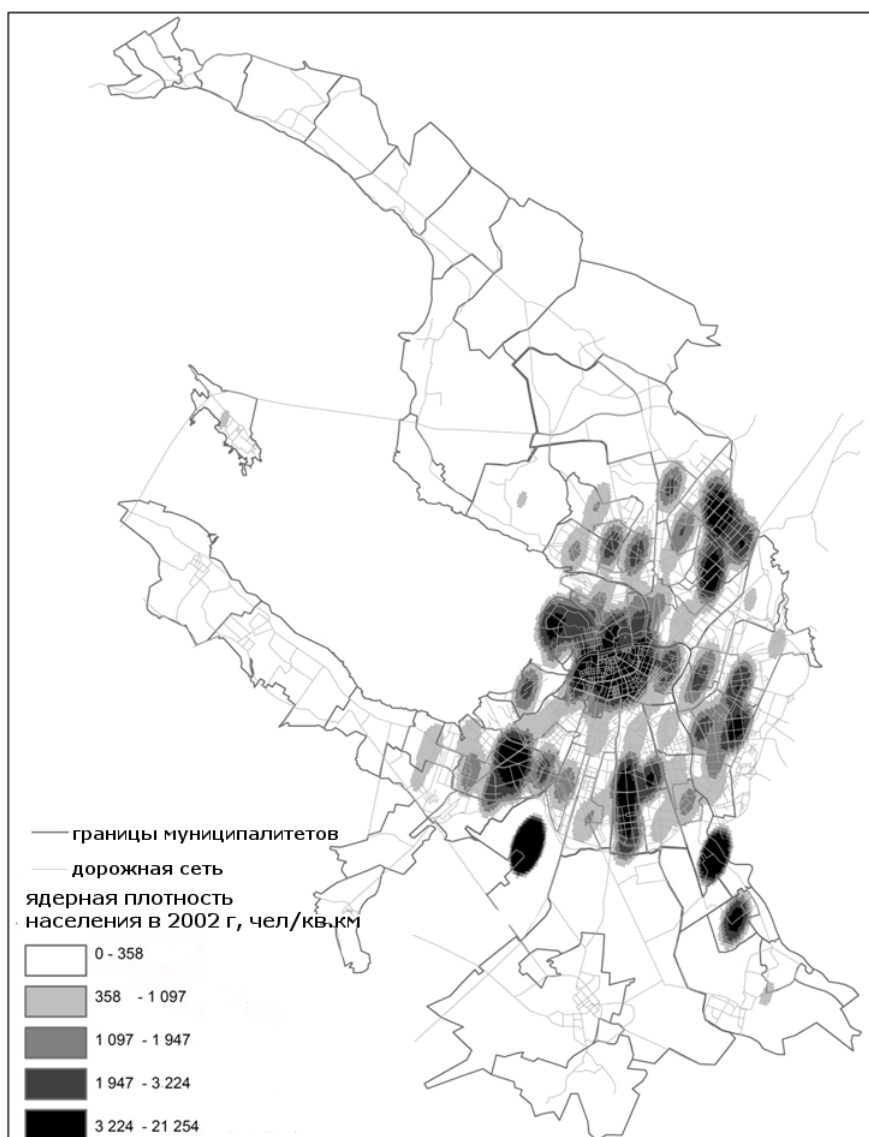 границы муниципалитетов
дорожная сеть
ядерная плотность
населения в 2002 г, чел/кв.км
0 - 358
358 - 1 097
1 097 - 1 947
1 947 - 3 224
3 224 - 21 254